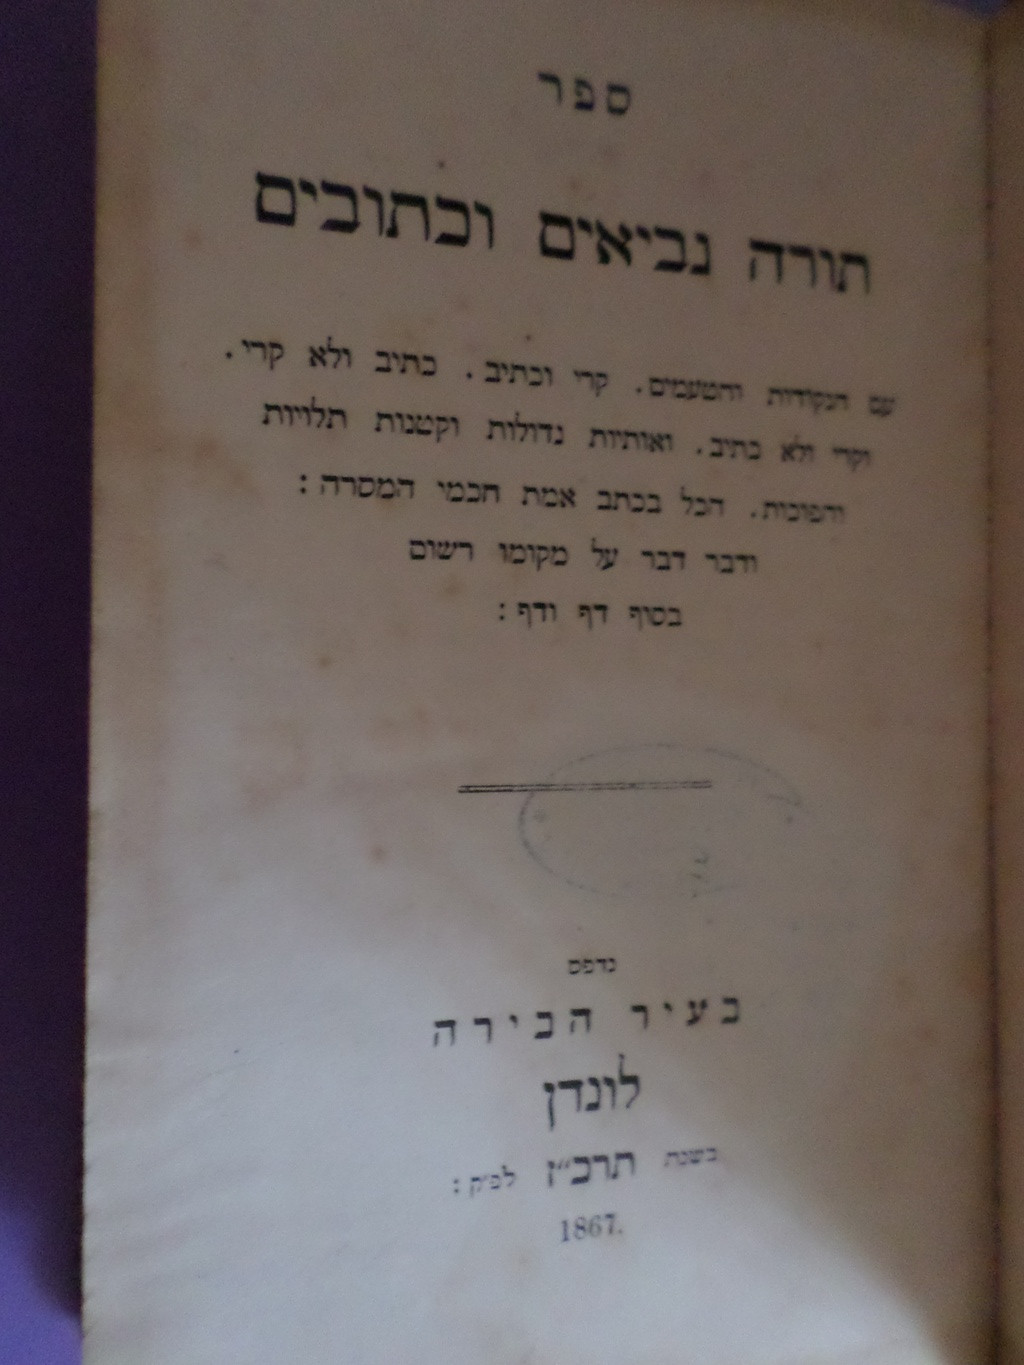 ספר
תורה נביאים וכתובים
עם הנקודות והטעמים. קרי וכתיב. כתיב ולא קרי.
וקרי ולא כתיב. ואותיות גדולות וקטנות תלויות
והפוכות. הכל בכתב אמת חכמי המסרה:
ודבר דבר על מקומו רשום
בסוף דף ודף:
נדפס
בעיר הבירה
לונדן
בשנת תרכ״ז לפ״ק:
1867.